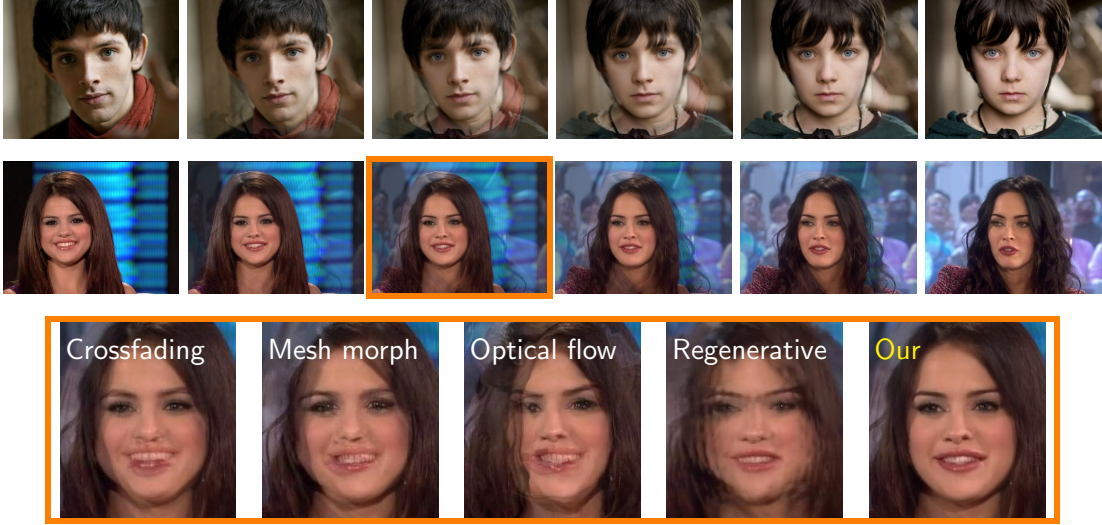 Crossfading
Mesh morph
Optical flow
Regenerative
Our